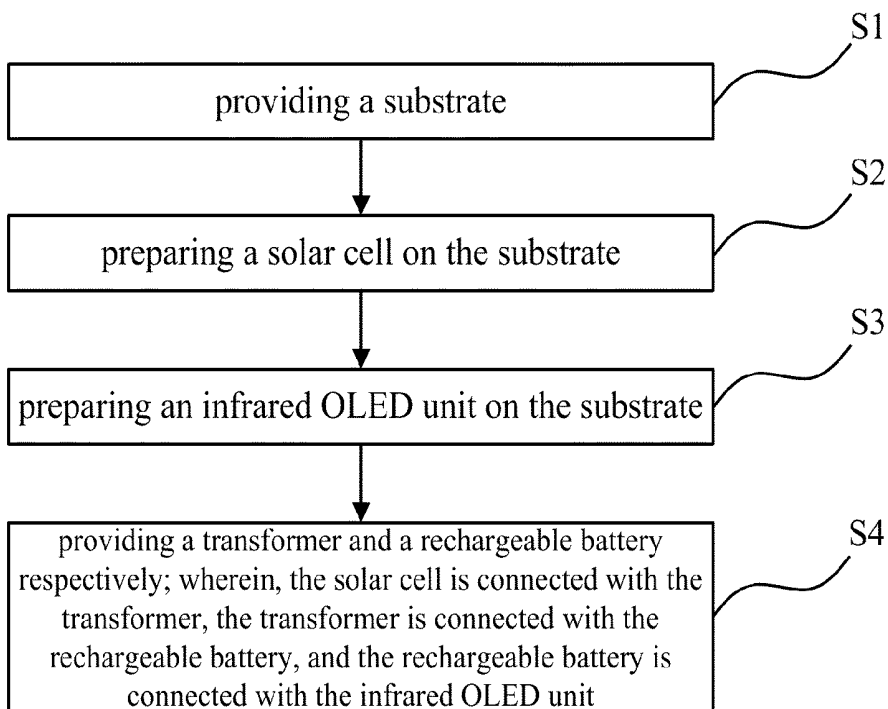 S1
providing a substrate
S2
preparing a solar cell on the substrate
S3
preparing an infrared OLED unit on the substrate
S4
providing a transformer and a rechargeable battery
respectively; wherein, the solar cell is connected with the
transformer, the transformer is connected with the
rechargeable battery, and the rechargeable battery is
connected with the infrared OLED unit